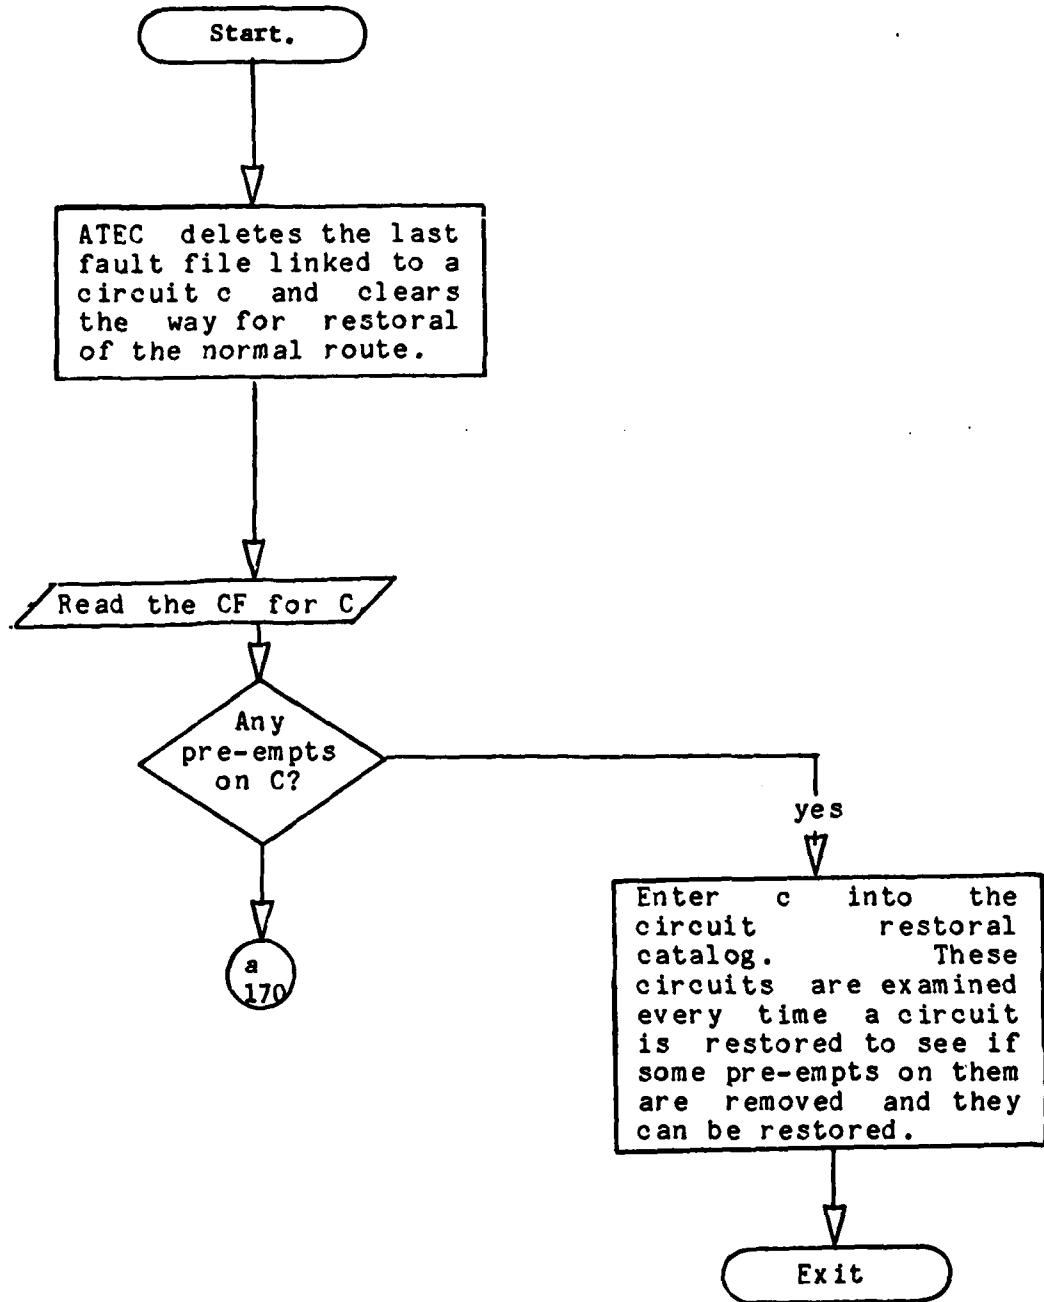 Start.
ATEC deletes the last
fault file linked to a
circuit c and clears
the way for restoral
of the normal route.
Read the CF for C
Any
pre-empts
on C?
yes
a
170
Enter c into the
circuit restoral
catalog. These
circuits are examined
every time a circuit
is restored to see if
some pre-empts on them
are removed and they
can be restored.
Exit